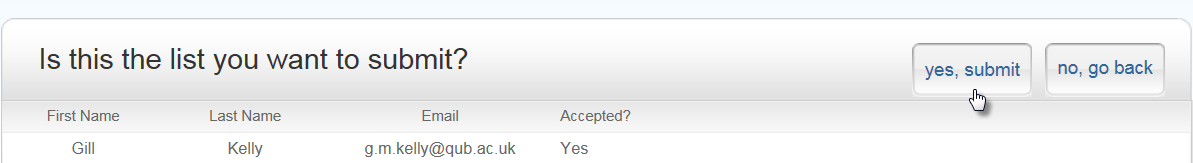 Is this the list you want to submit?
yes, submit
no, go back
First Name Last Name Email Accepted?
Gill Kelly g.m.kelly@qub.ac.uk Yes